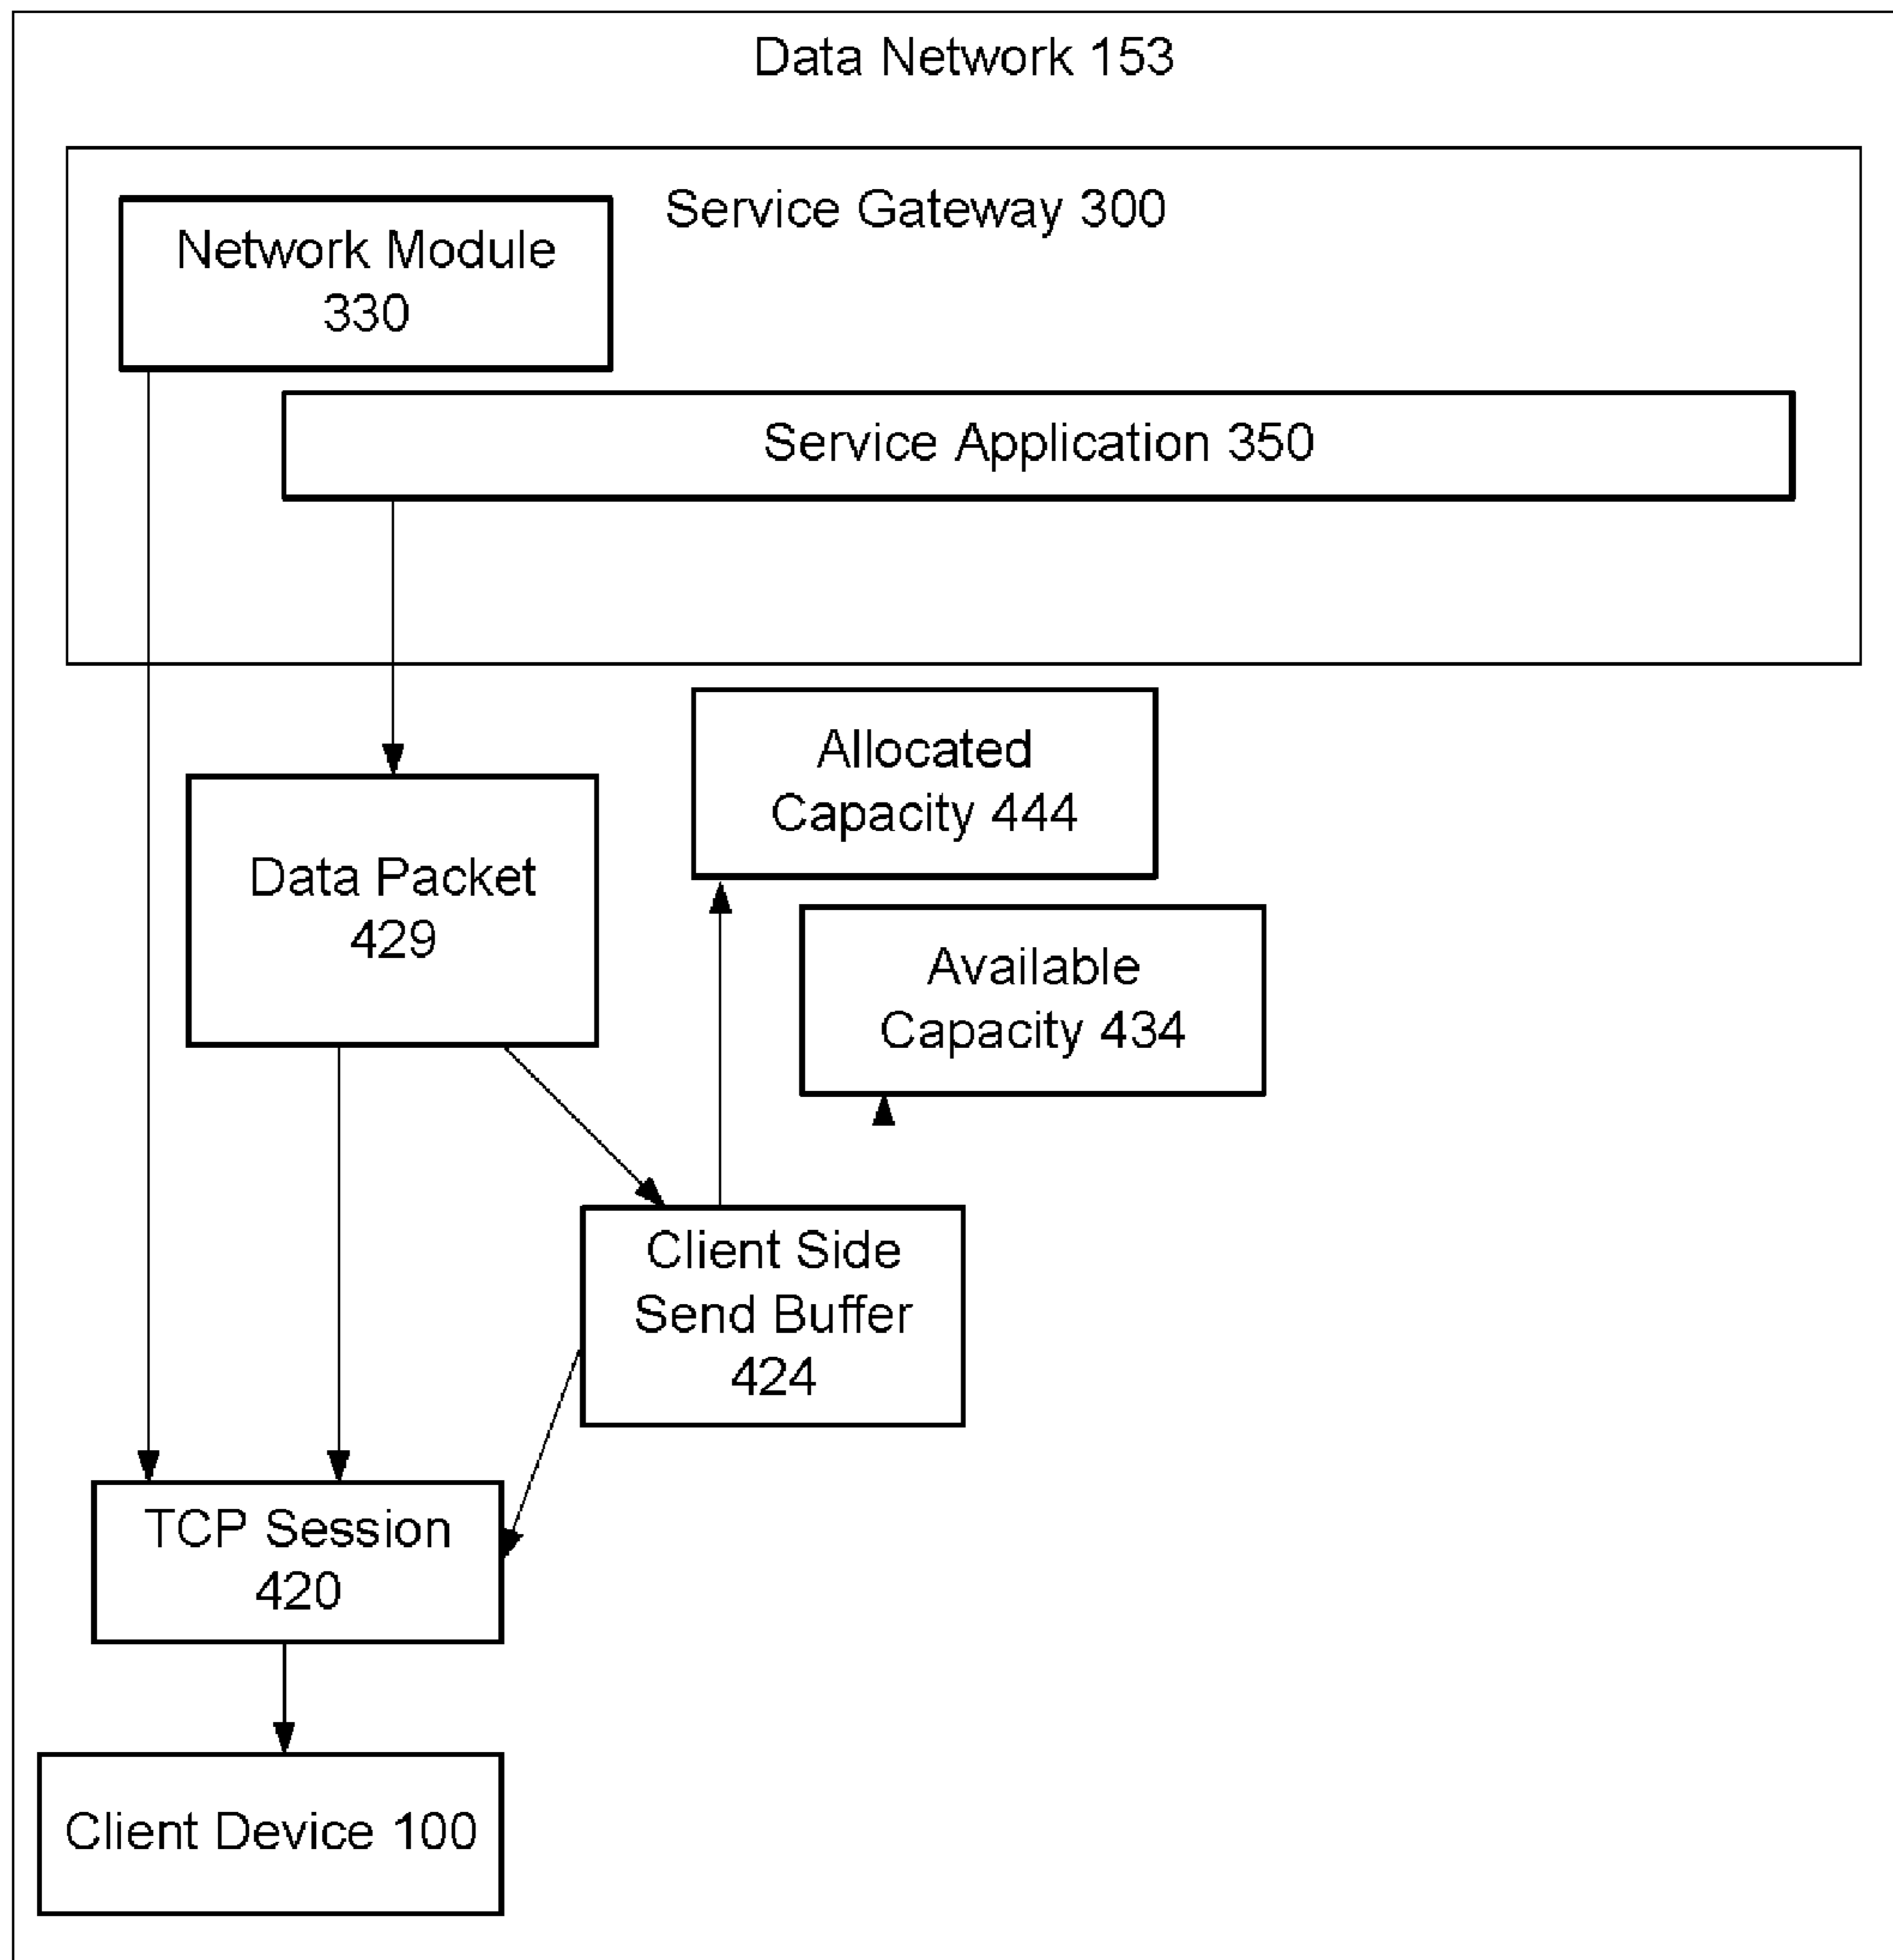 Data Network 153
Service Gateway 300
Network Module
330
Service Application 350
Allocated
Capacity 444
Data Packet
429
Available
Capacity 434
Client Side
Send Buffer
424
TCP Session
420
Client Device 100